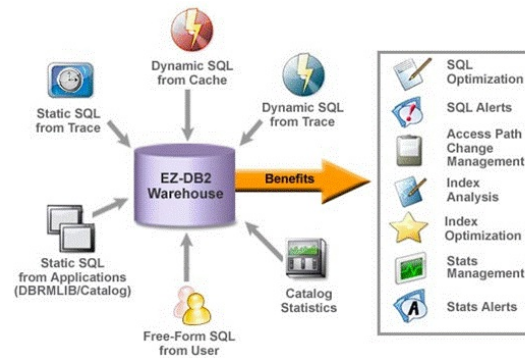 Dynamic SQL
from Cache
Static SQL
from Trace
Dynamic SQL
from Trace
EZ-DB2
Warehouse
Benefits
Static SQL
from Applications
(DBRMLIB/Catalog)
Free-Form SQL
from User
Catalog
Statistics
SQL
Optimization
SQL Alerts
Access Path
Change
Management
Index
Analysis
Index
Optimization
Stats
Management
A
Stats Alerts